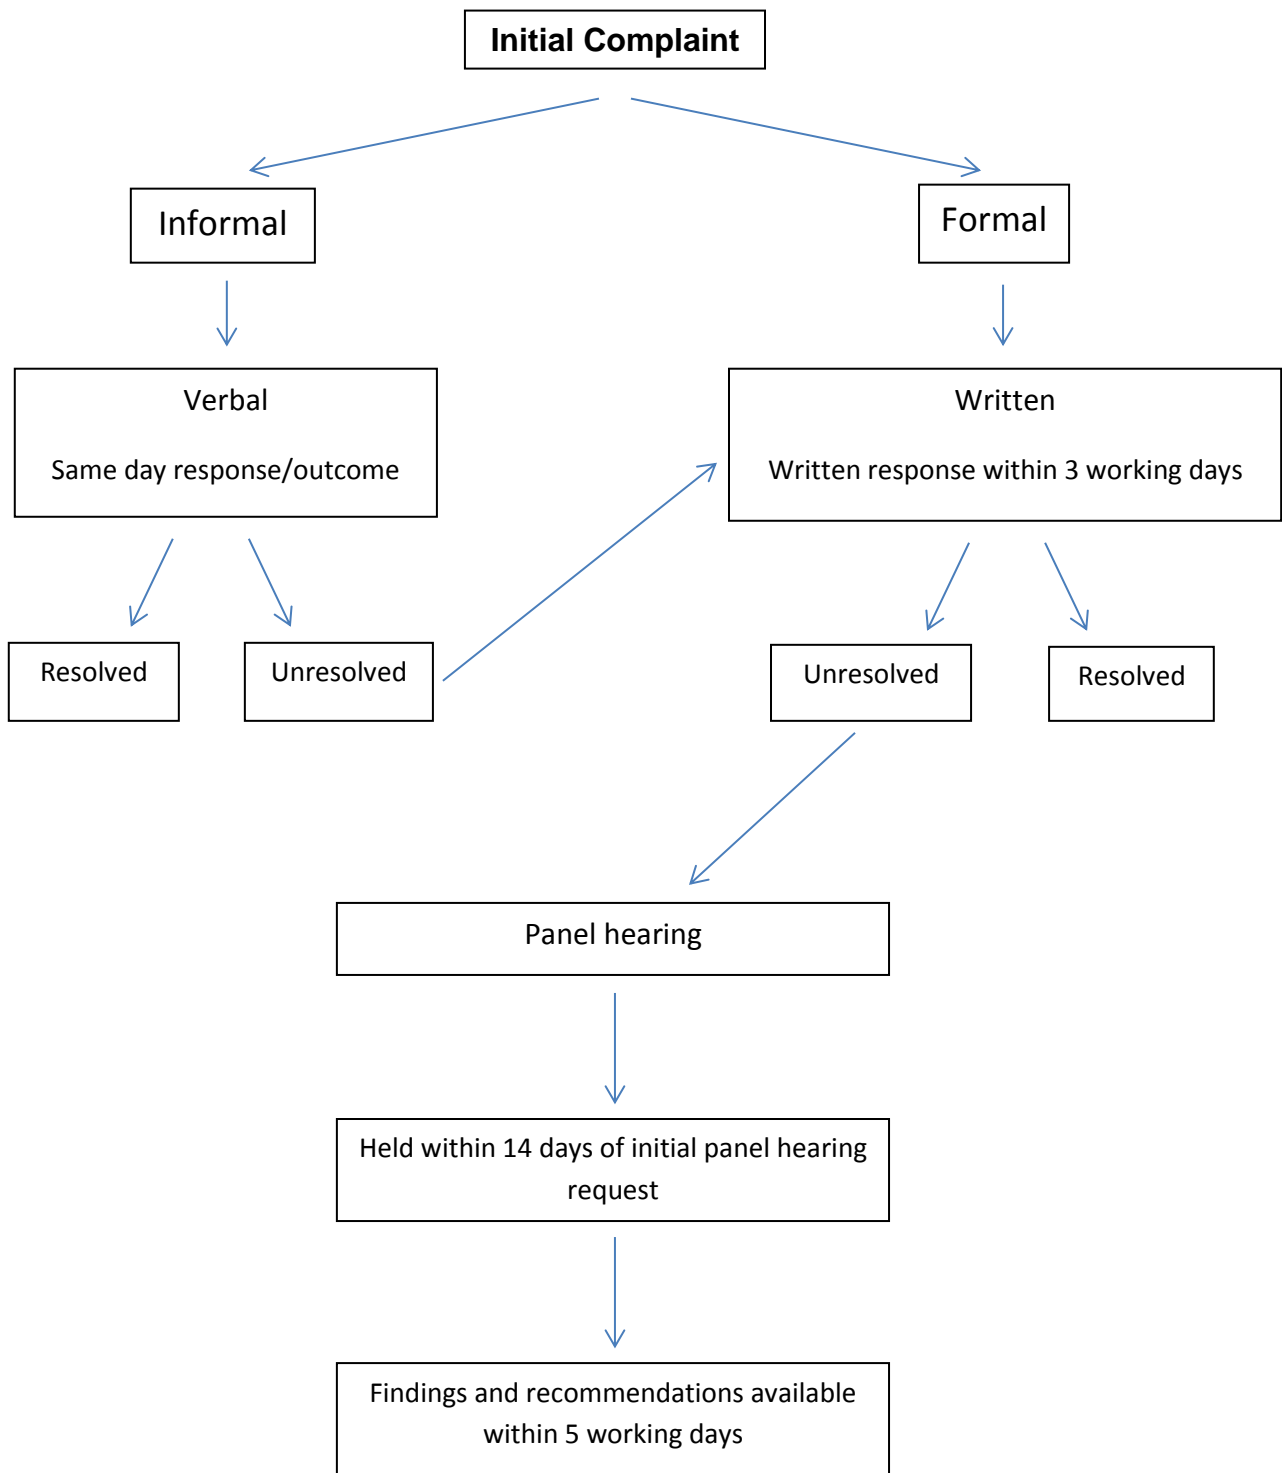 Initial Complaint
Informal
Formal
Verbal
Same day response/outcome
Written
Written response within 3 working days
Resolved
Unresolved
Unresolved
Resolved
Panel hearing
Held within 14 days of initial panel hearing
request
Findings and recommendations available
within 5 working days